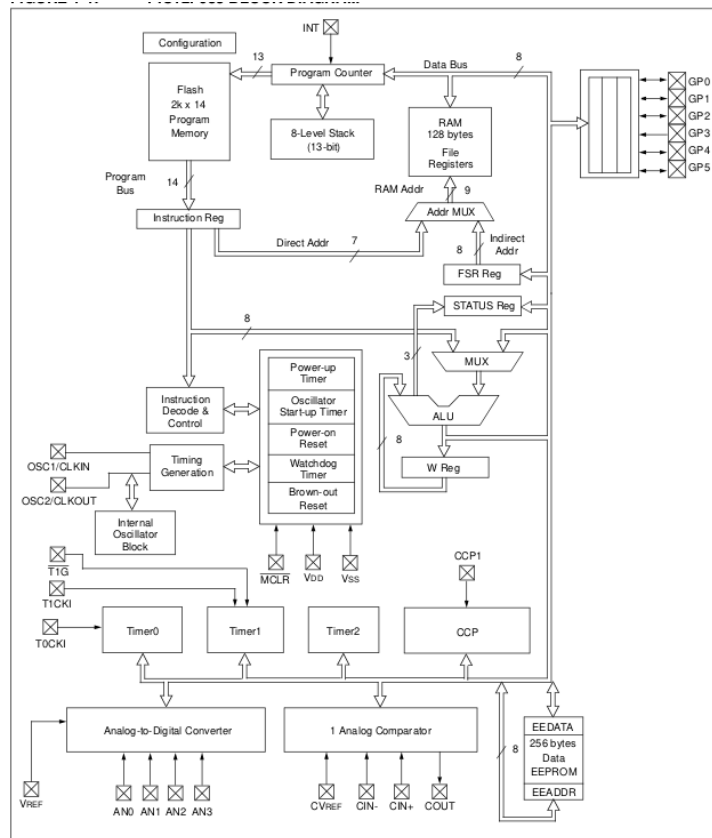 INT
Configuration
13
Program Counter
Data Bus
8
Flash
2k x 14
Program
Memory
8-Level Stack
(13-bit)
RAM
128 bytes
File
Registers
GP0
GP1
GP2
GP3
GP4
GP5
Program
Bus
14
RAM Addr
9
Instruction Reg
Addr MUX
Direct Addr
7
8
Indirect
Addr
FSR Reg
STATUS Reg
8
3
MUX
Power-up
Timer
Instruction
Decode &
Control
Oscillator
Start-up Timer
ALU
Power-on
Reset
8
OSC1/CLKIN
Timing
Generation
Watchdog
Timer
W Reg
OSC2/CLKOUT
Brown-out
Reset
Internal
Oscillator
Block
T1G
MCLR
VDD
VSS
CCP1
T1CKI
T0CKI
Timer0
Timer1
Timer2
CCP
Analog-to-Digital Converter
1 Analog Comparator
8
EEDATA
256 bytes
Data
EEPROM
EEADDR
VREF
AN0
AN1
AN2
AN3
CVREF
CIN-
CIN+
COUT